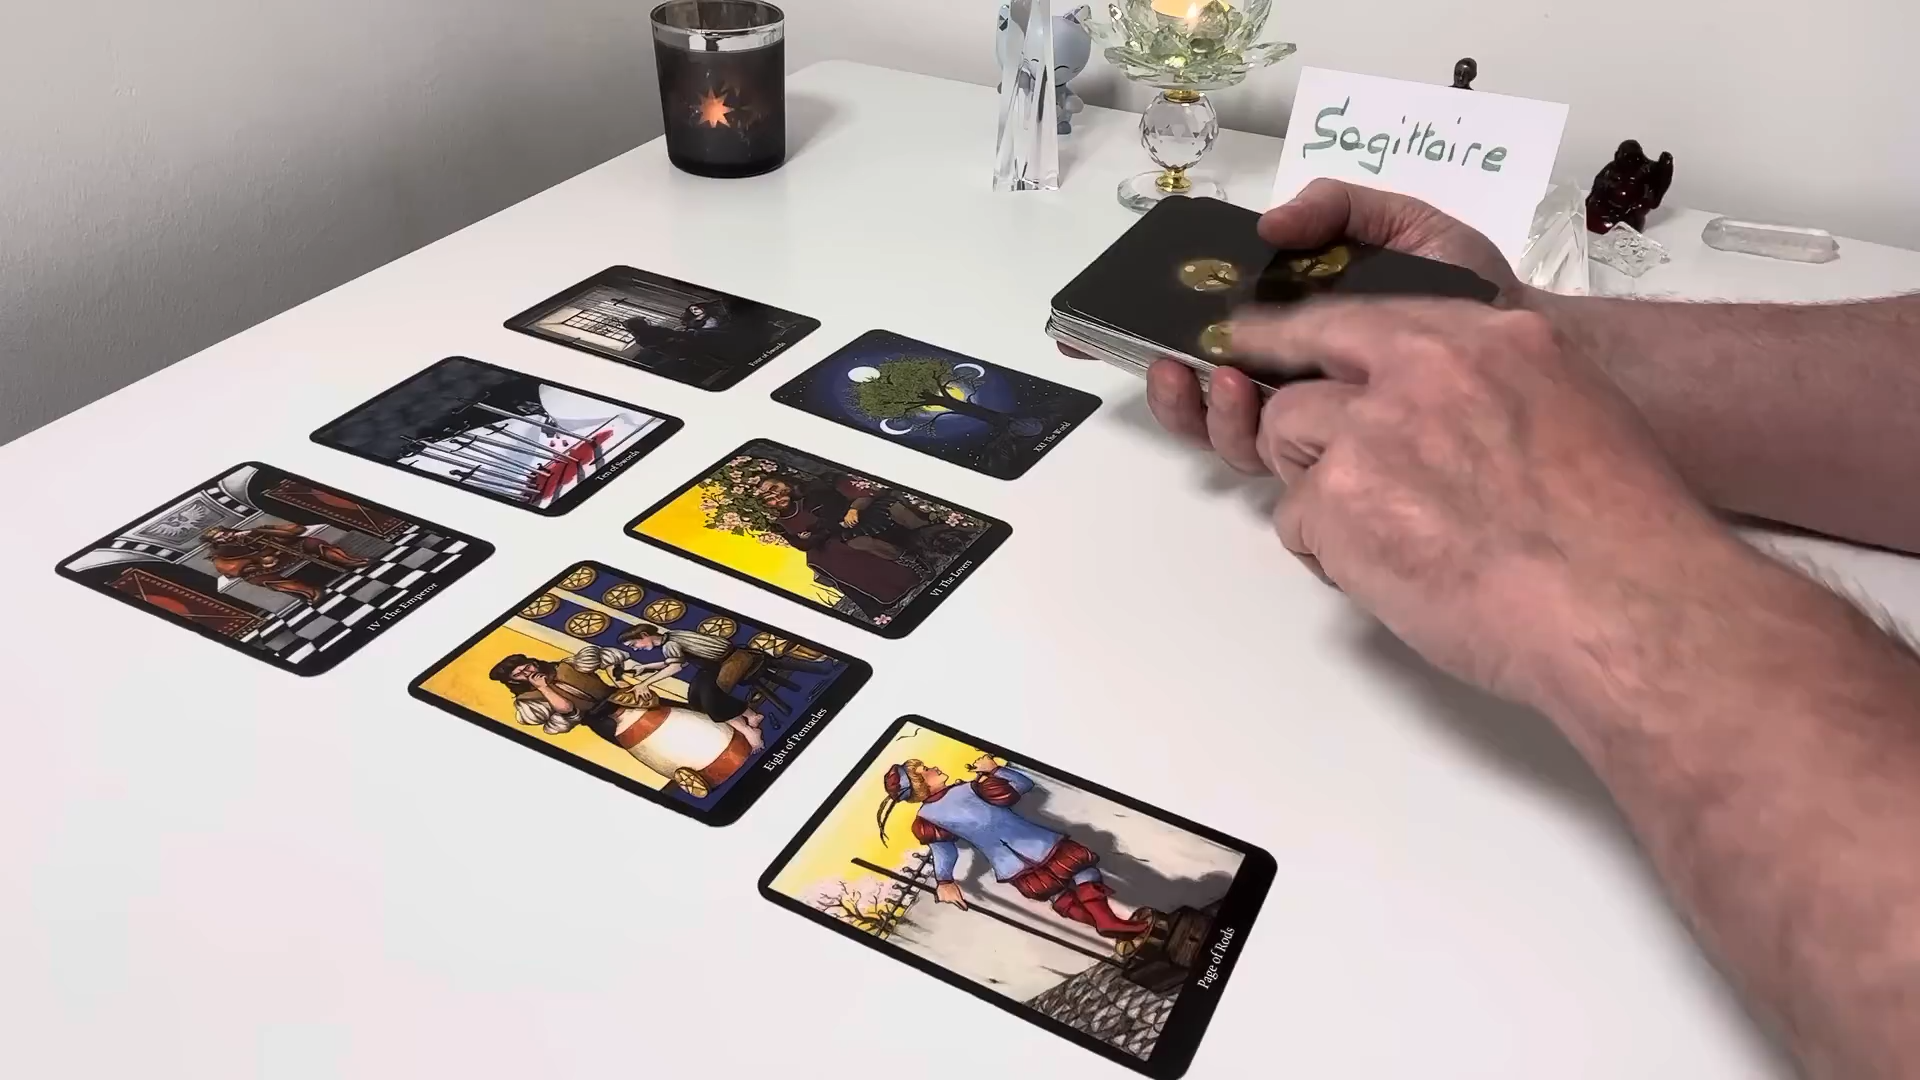 Sagittaire
Four of Swords
XXI The World
Ten of Swords
VI The Lovers
IV The Emperor
Eight of Pentacles
Page of Rods